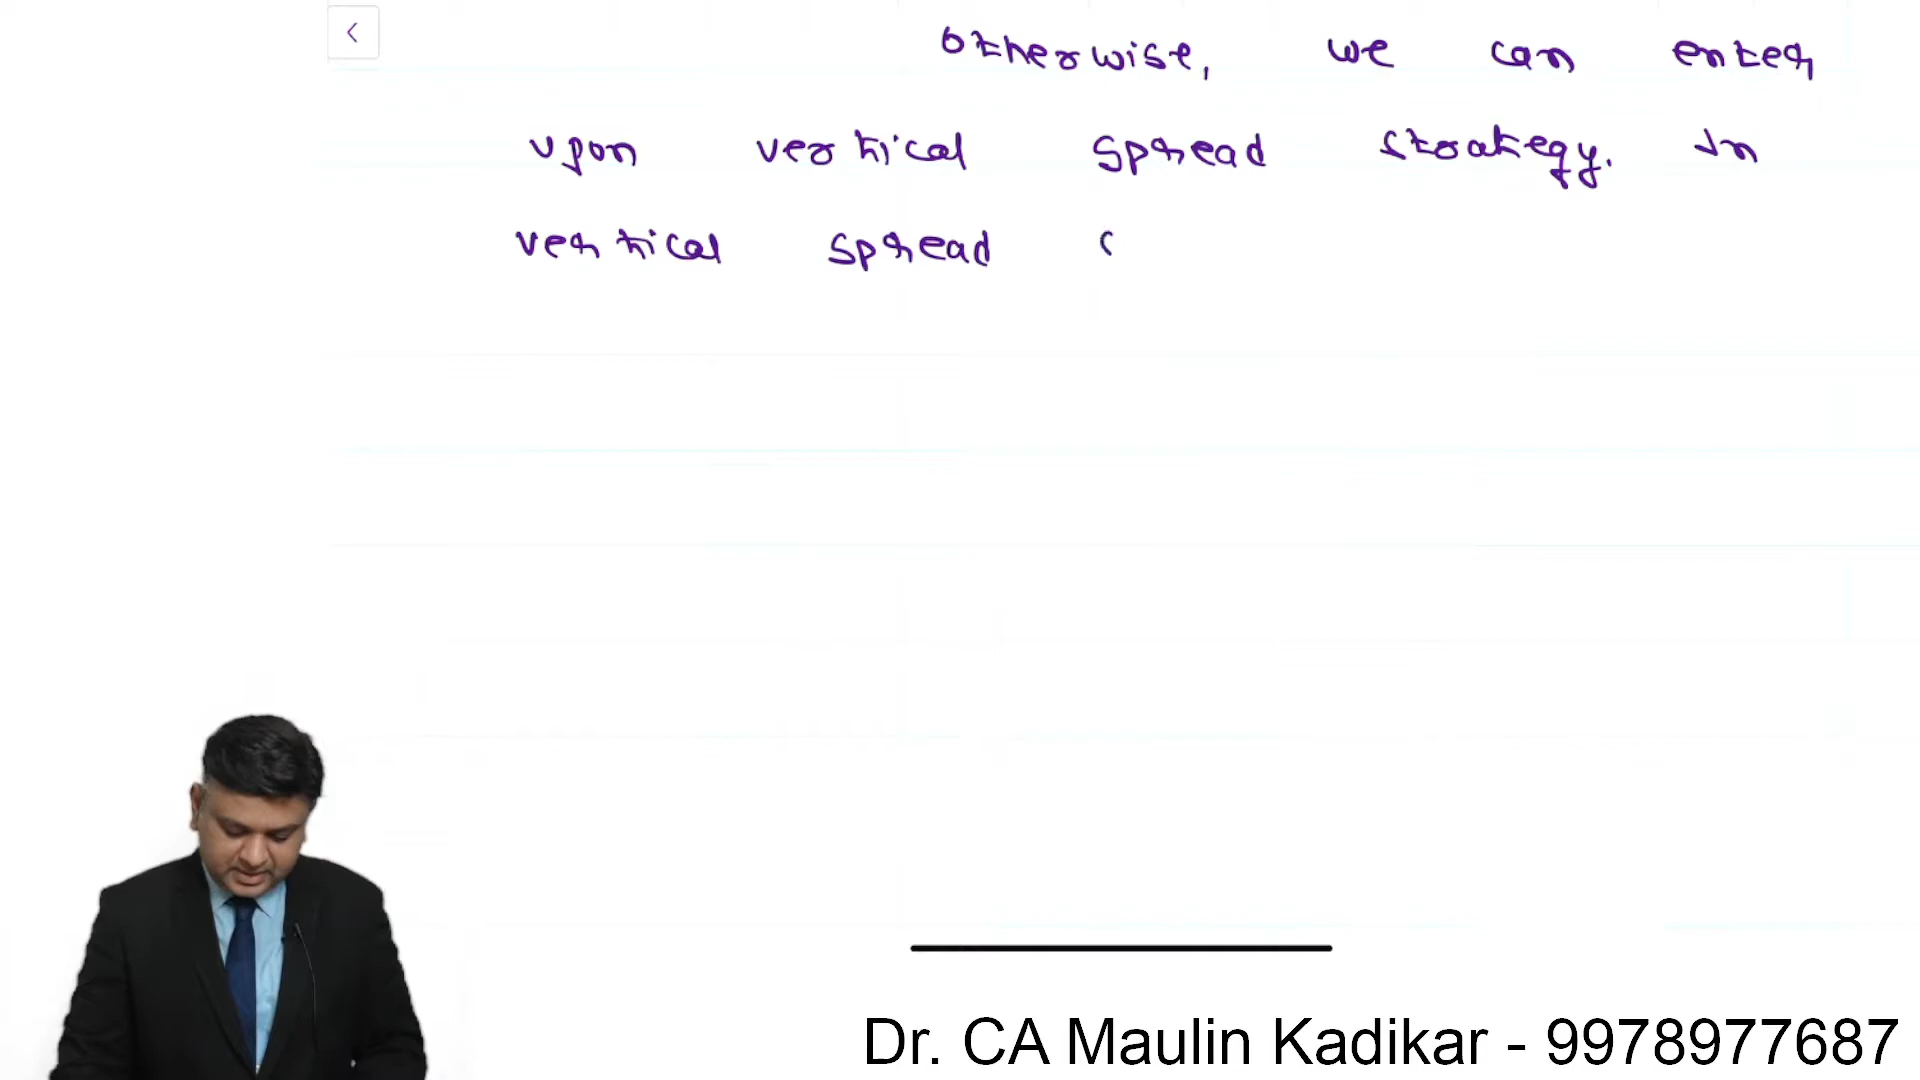 otherwise, we can enter
upon vertical spread strategy. In
vertical spread
Dr. CA Maulin Kadikar - 9978977687